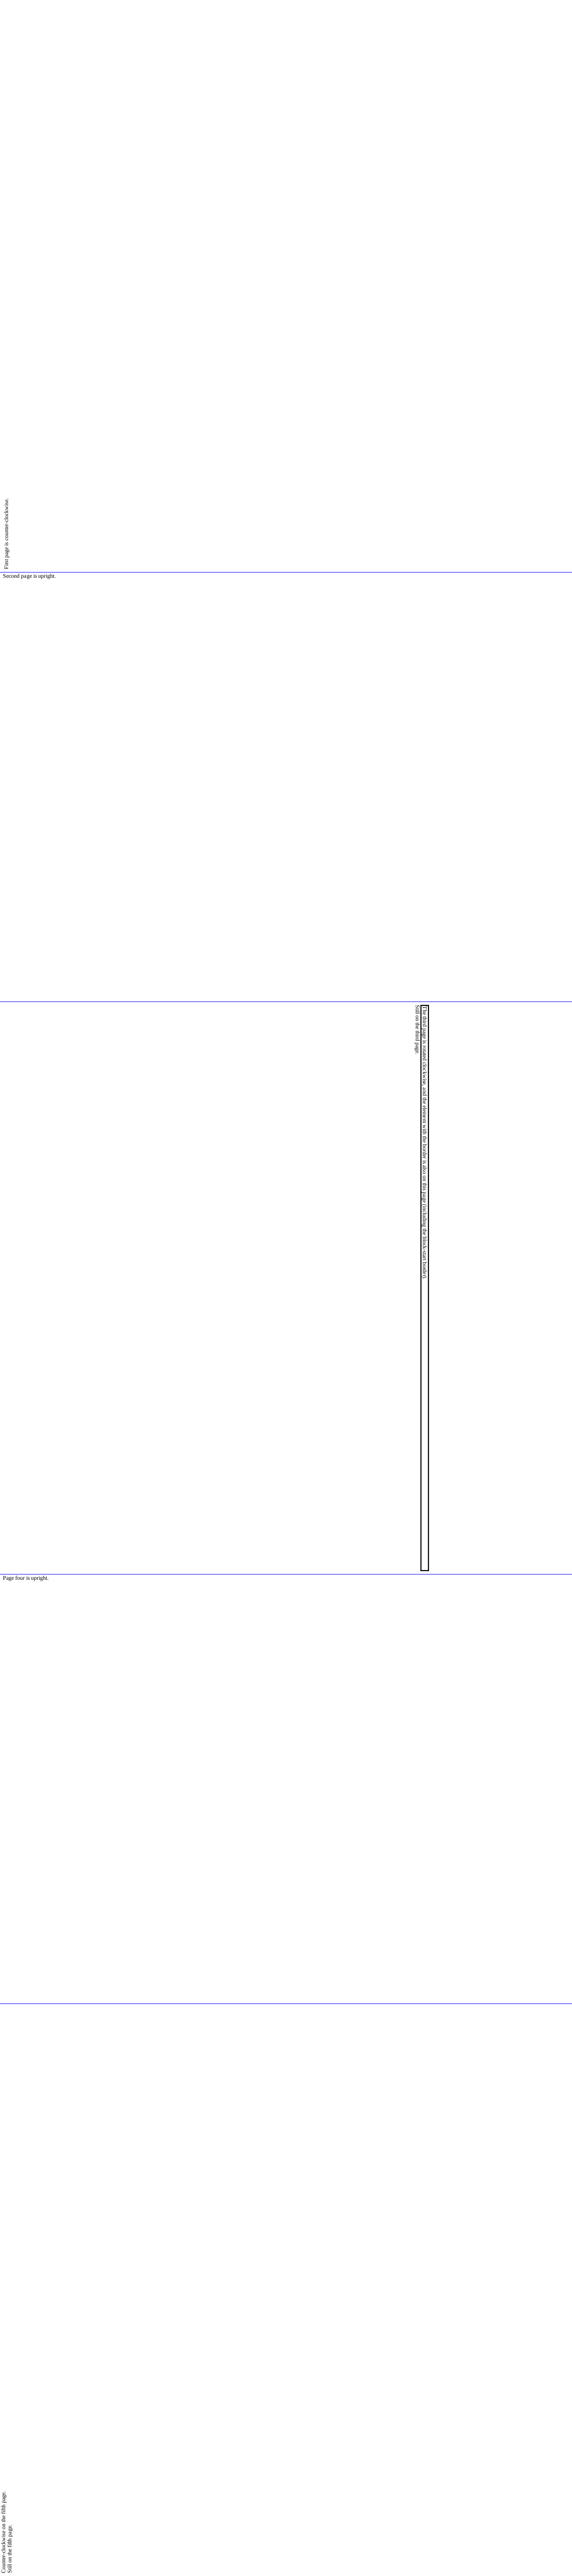 First page is counter-clockwise.
Second page is upright.
The third page is rotated clockwise, and the element with the border is also on this page (including the block-start border).
Still on the third page.
Page four is upright.
Counter-clockwise on the fifth page.
Still on the fifth page.